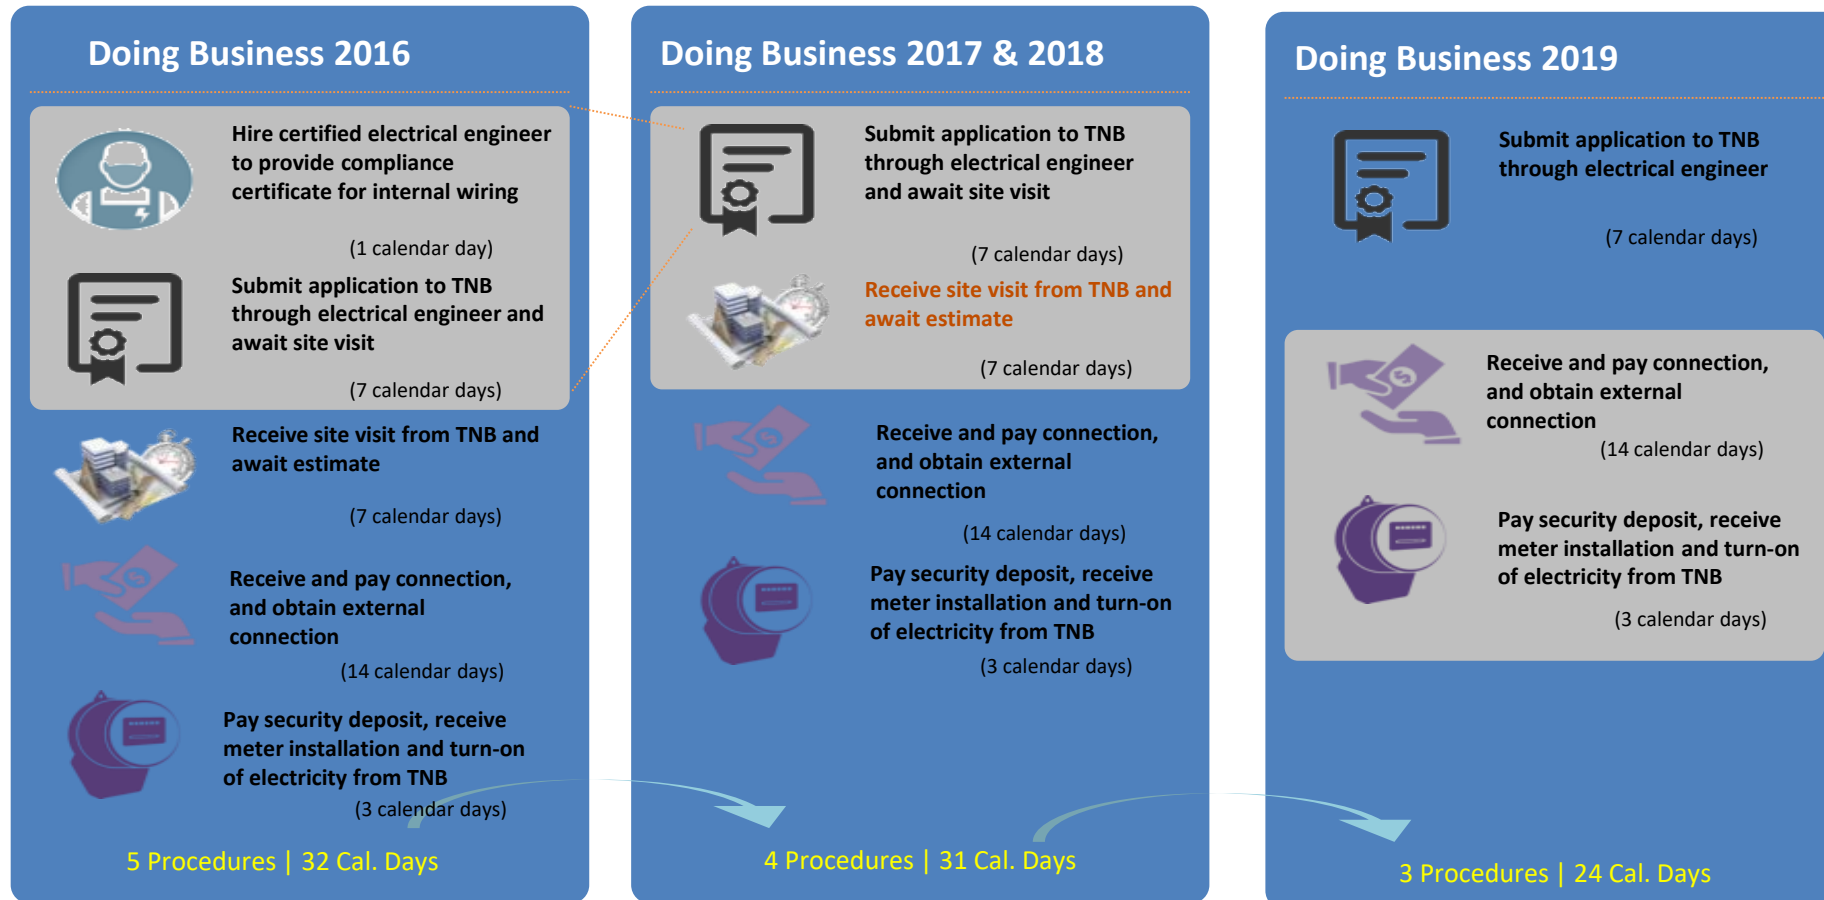 Doing Business 2016
Hire certified electrical engineer
to provide compliance
certificate for internal wiring
(1 calendar day)
Submit application to TNB
through electrical engineer and
await site visit
(7 calendar days)
Receive site visit from TNB and
await estimate
(7 calendar days)
Receive and pay connection,
and obtain external
connection
(14 calendar days)
Pay security deposit, receive
meter installation and turn-on
of electricity from TNB
(3 calendar days)
5 Procedures | 32 Cal. Days
Doing Business 2017 & 2018
Submit application to TNB
through electrical engineer
and await site visit
(7 calendar days)
Receive site visit from TNB and
await estimate
(7 calendar days)
Receive and pay connection,
and obtain external
connection
(14 calendar days)
Pay security deposit, receive
meter installation and turn-on
of electricity from TNB
(3 calendar days)
4 Procedures | 31 Cal. Days
Doing Business 2019
Submit application to TNB
through electrical engineer
(7 calendar days)
Receive and pay connection,
and obtain external
connection
(14 calendar days)
Pay security deposit, receive
meter installation and turn-on
of electricity from TNB
(3 calendar days)
3 Procedures | 24 Cal. Days